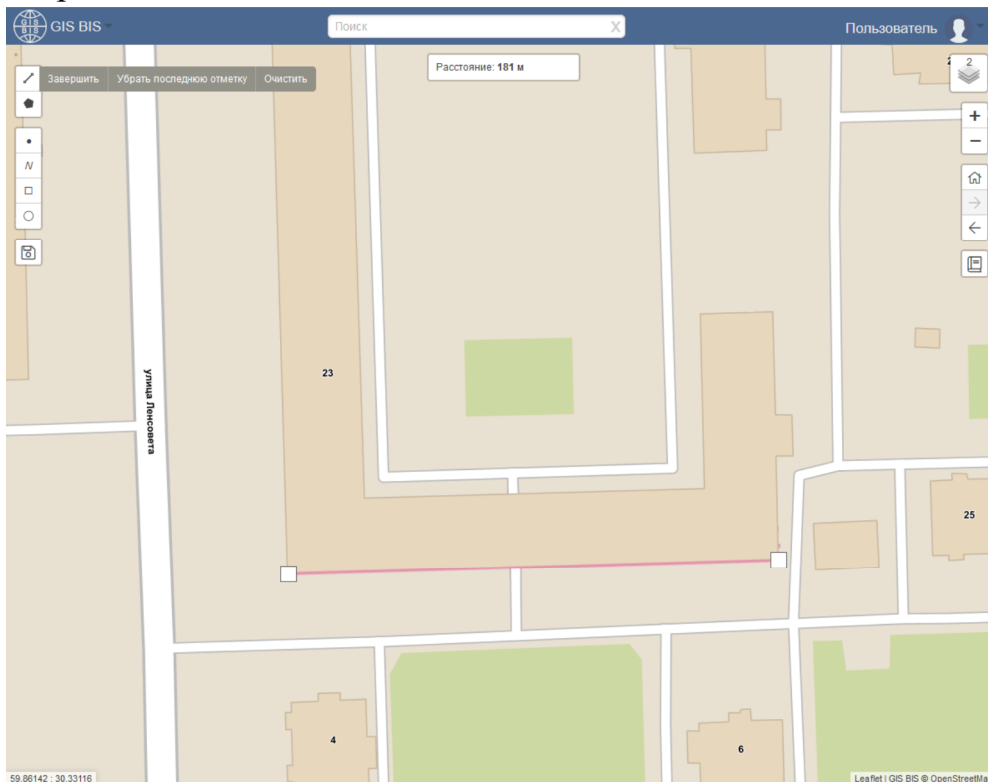 GIS BIS
Поиск
X
Пользователь
Завершить Убрать последнюю отметку Очистить
Расстояние: 181 м
2
+
−
N
23
улица Ленсовета
25
4
6
59.86142 : 30.33116
Leaflet | GIS BIS © OpenStreetMa